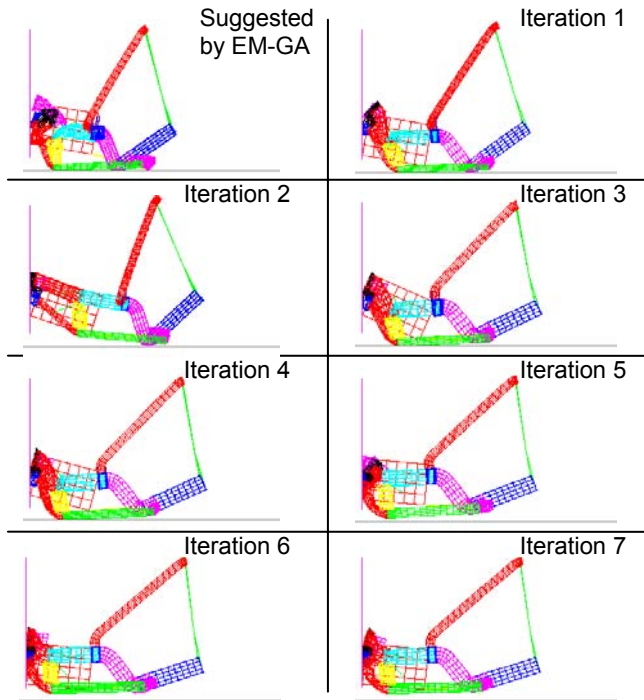 Suggested
by EM-GA
Iteration 1
Iteration 2
Iteration 3
Iteration 4
Iteration 5
Iteration 6
Iteration 7